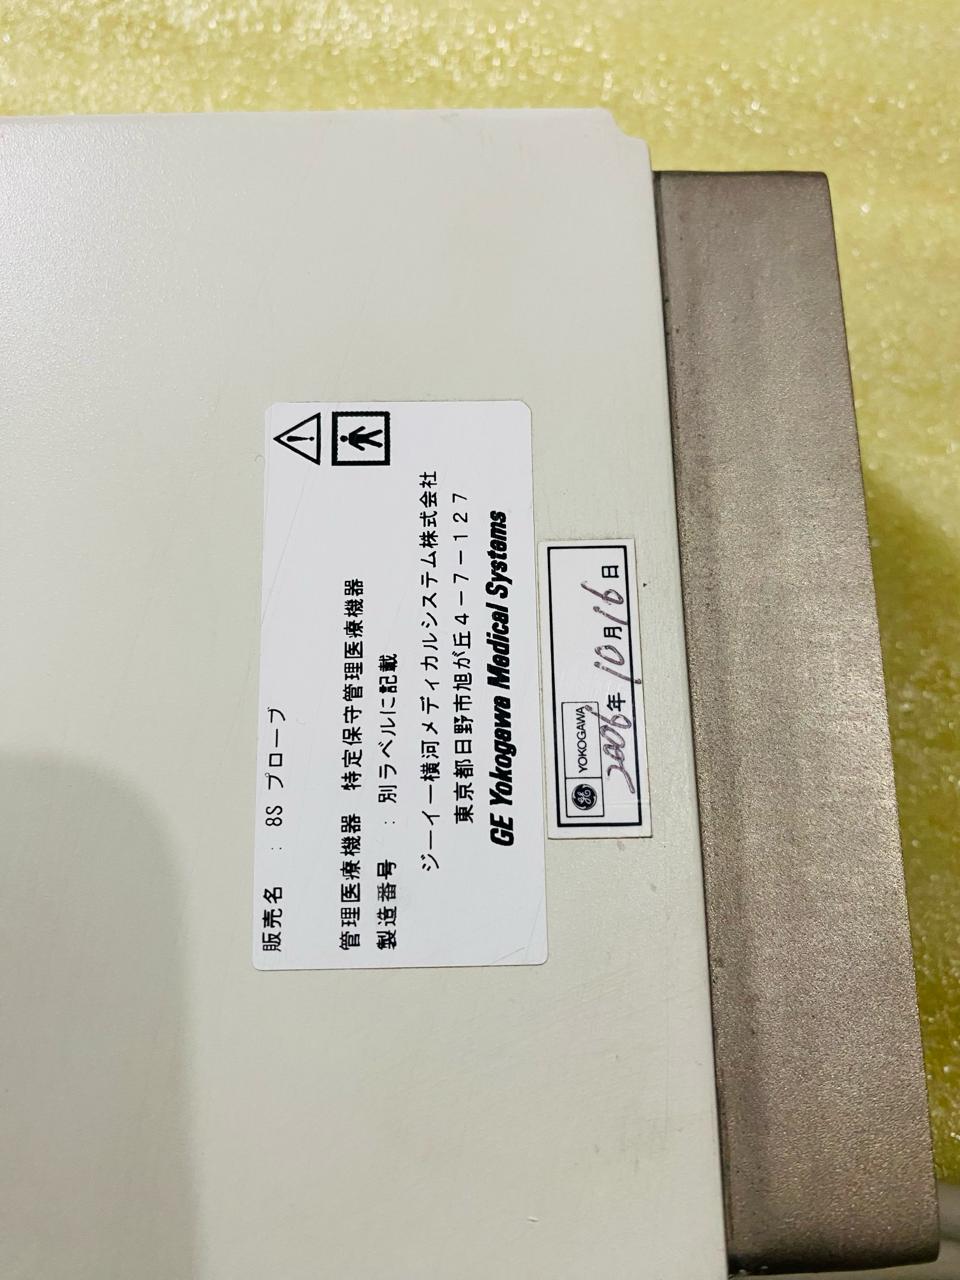 販売名 : 8S プローブ
管理医療機器 特定保守管理医療機器
製造番号 : 別ラベルに記載
ジーイー横河メディカルシステム株式会社
東京都日野市旭が丘4-7-127
GE Yokogawa Medical Systems
GE YOKOGAWA
2006年10月16日